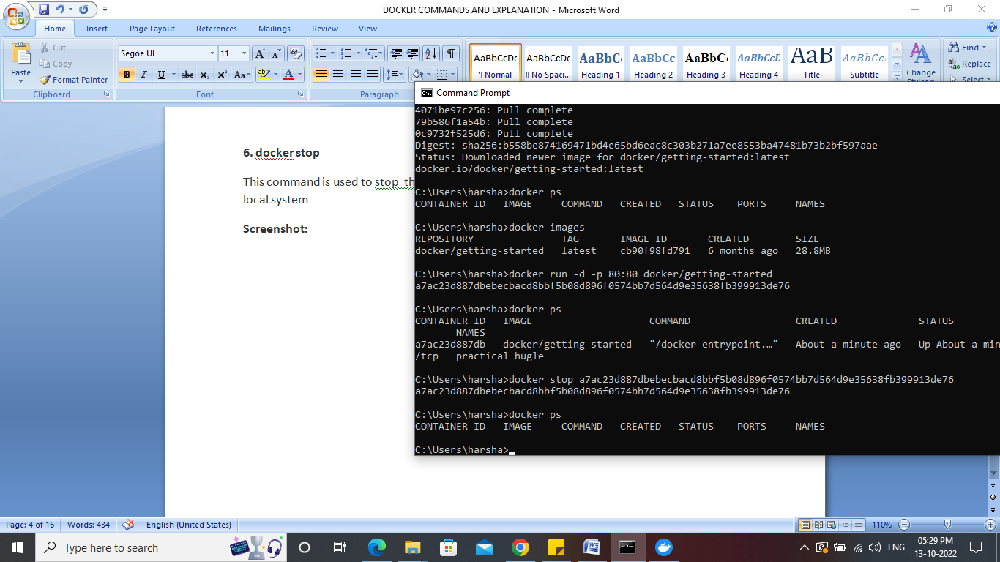 DOCKER COMMANDS AND EXPLANATION - Microsoft Word
Home Insert Page Layout References Mailings Review View
Paste
Cut
Copy
Format Painter
Clipboard
Segoe UI 11
B I U abc x₂ x² Aa
Font
Paragraph
AaBbCcDc AaBbCcDc AaBbC AaBbCc AaBbC AaBbCcD AaB AaBbCc
¶ Normal ¶ No Spaci... Heading 1 Heading 2 Heading 3 Heading 4 Title Subtitle
Change
Find
Replace
Select
6. docker stop
This command is used to stop th
local system
Screenshot:
Command Prompt
4071be97c256: Pull complete
79b586f1a54b: Pull complete
0c9732f525d6: Pull complete
Digest: sha256:b558be874169471bd4e65bd6eac8c303b271a7ee8553ba47481b73b2bf597aae
Status: Downloaded newer image for docker/getting-started:latest
docker.io/docker/getting-started:latest
C:\Users\harsha>docker ps
CONTAINER ID IMAGE COMMAND CREATED STATUS PORTS NAMES
C:\Users\harsha>docker images
REPOSITORY TAG IMAGE ID CREATED SIZE
docker/getting-started latest cb90f98fd791 6 months ago 28.8MB
C:\Users\harsha>docker run -d -p 80:80 docker/getting-started
a7ac23d887dbebecbacd8bbf5b08d896f0574bb7d564d9e35638fb399913de76
C:\Users\harsha>docker ps
CONTAINER ID IMAGE COMMAND CREATED STATUS
NAMES
a7ac23d887db docker/getting-started "/docker-entrypoint.…" About a minute ago Up About a min
/tcp practical_hugle
C:\Users\harsha>docker stop a7ac23d887dbebecbacd8bbf5b08d896f0574bb7d564d9e35638fb399913de76
a7ac23d887dbebecbacd8bbf5b08d896f0574bb7d564d9e35638fb399913de76
C:\Users\harsha>docker ps
CONTAINER ID IMAGE COMMAND CREATED STATUS PORTS NAMES
C:\Users\harsha>
Page: 4 of 16 Words: 434 English (United States) 110%
Type here to search
ENG
05:29 PM
13-10-2022